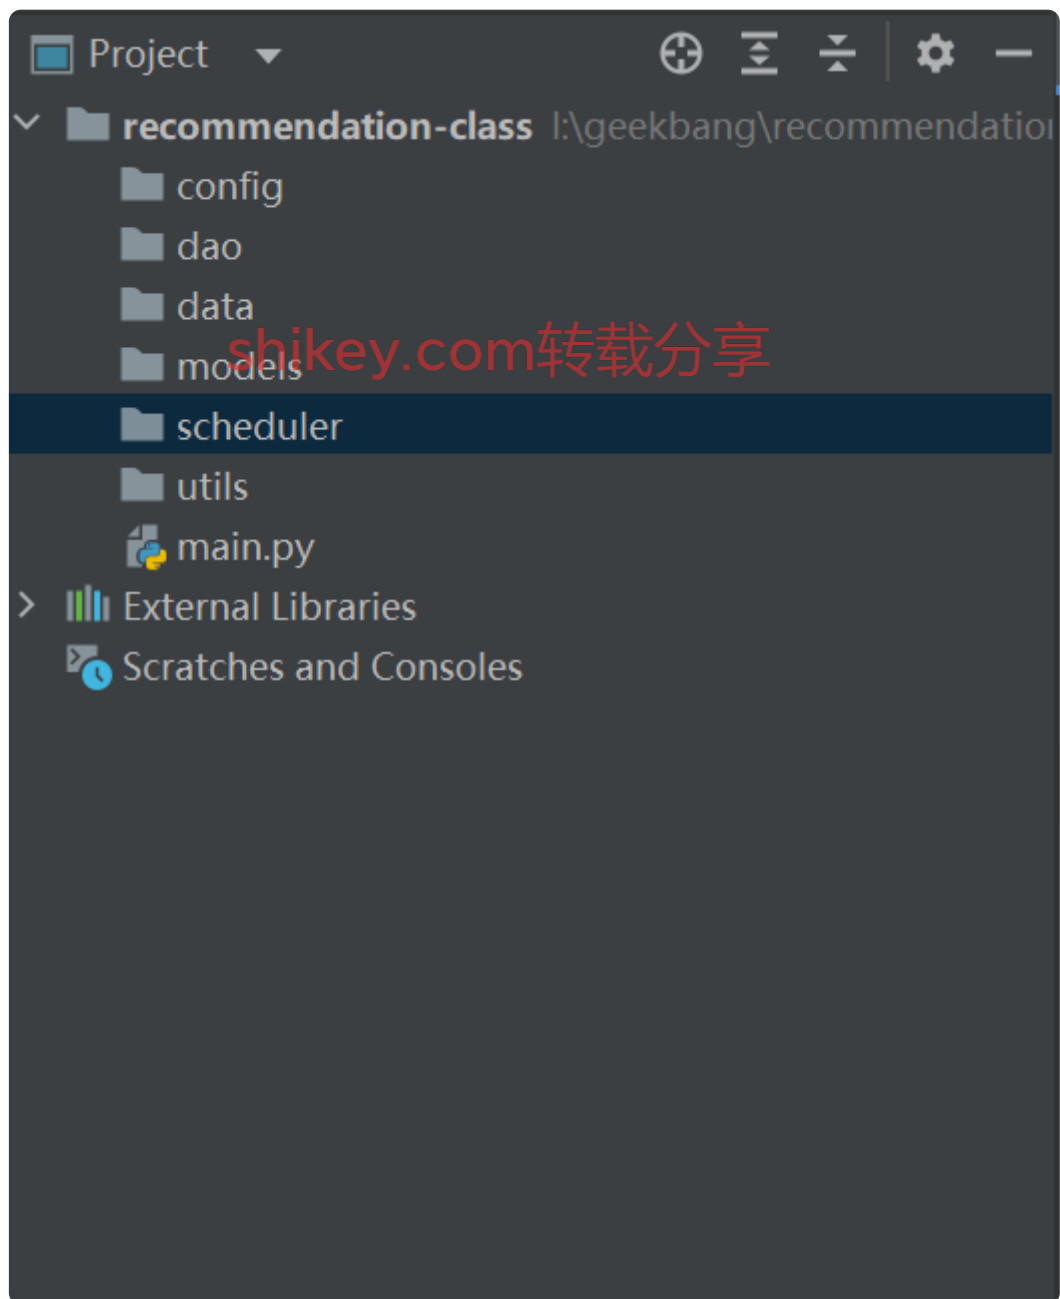 Project
recommendation-class l:\geekbang\recommendation
config
dao
data
shikey.com转载分享
models
scheduler
utils
main.py
External Libraries
Scratches and Consoles